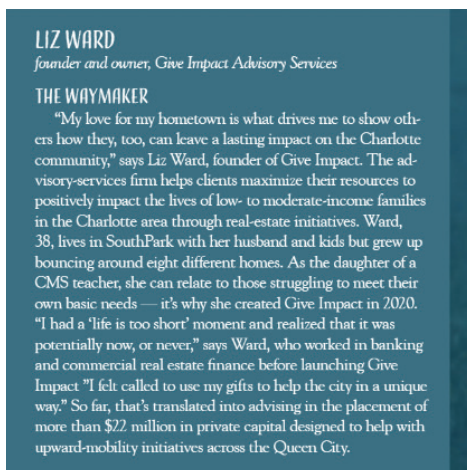 LIZ WARD
founder and owner, Give Impact Advisory Services
THE WAYMAKER
“My love for my hometown is what drives me to show oth-
ers how they, too, can leave a lasting impact on the Charlotte
community,” says Liz Ward, founder of Give Impact. The ad-
visory-services firm helps clients maximize their resources to
positively impact the lives of low- to moderate-income families
in the Charlotte area through real-estate initiatives. Ward,
38, lives in SouthPark with her husband and kids but grew up
bouncing around eight different homes. As the daughter of a
CMS teacher, she can relate to those struggling to meet their
own basic needs — it’s why she created Give Impact in 2020.
“I had a ‘life is too short’ moment and realized that it was
potentially now, or never,” says Ward, who worked in banking
and commercial real estate finance before launching Give
Impact ”I felt called to use my gifts to help the city in a unique
way.” So far, that’s translated into advising in the placement of
more than $22 million in private capital designed to help with
upward-mobility initiatives across the Queen City.